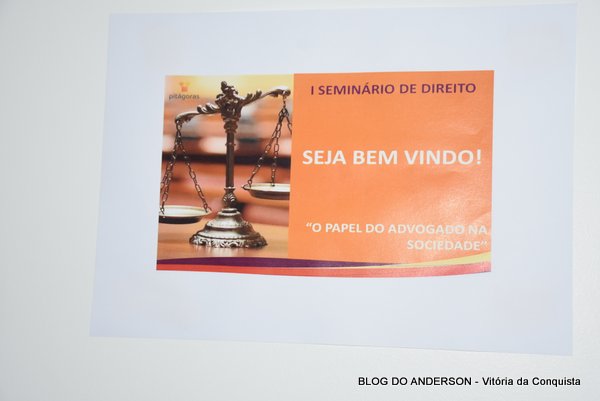 pitágoras
I SEMINÁRIO DE DIREITO
SEJA BEM VINDO!
“O PAPEL DO ADVOGADO NA
SOCIEDADE”
BLOG DO ANDERSON - Vitória da Conquista